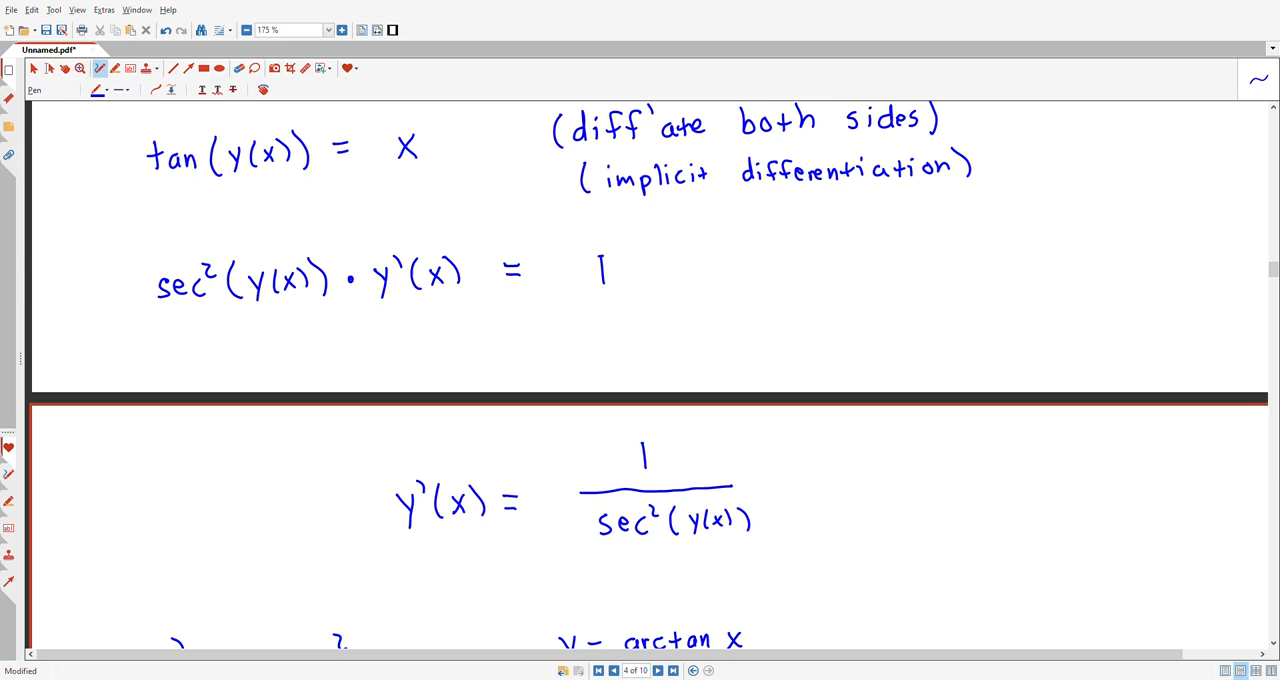 File Edit Tool View Extras Window Help
175 %
Unnamed.pdf*
Pen
tan(y(x)) = x (diff'ate both sides)
(implicit differentiation)
sec²(y(x)) · y'(x) = 1
y'(x) = 1
sec²(y(x))
2 y = arctan x
4 of 10
Modified